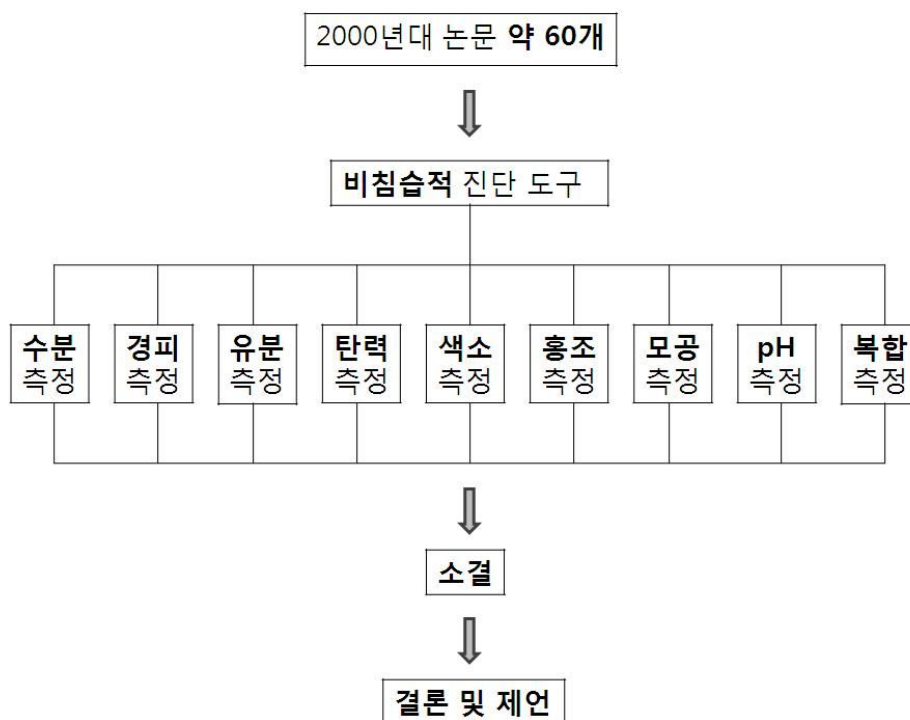 2000년대 논문 약 60개
비침습적 진단 도구
수분
측정
경피
측정
유분
측정
탄력
측정
색소
측정
홍조
측정
모공
측정
pH
측정
복합
측정
소결
결론 및 제언